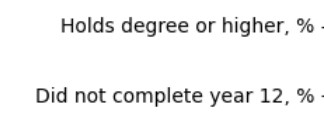 Holds degree or higher, %
Did not complete year 12, %